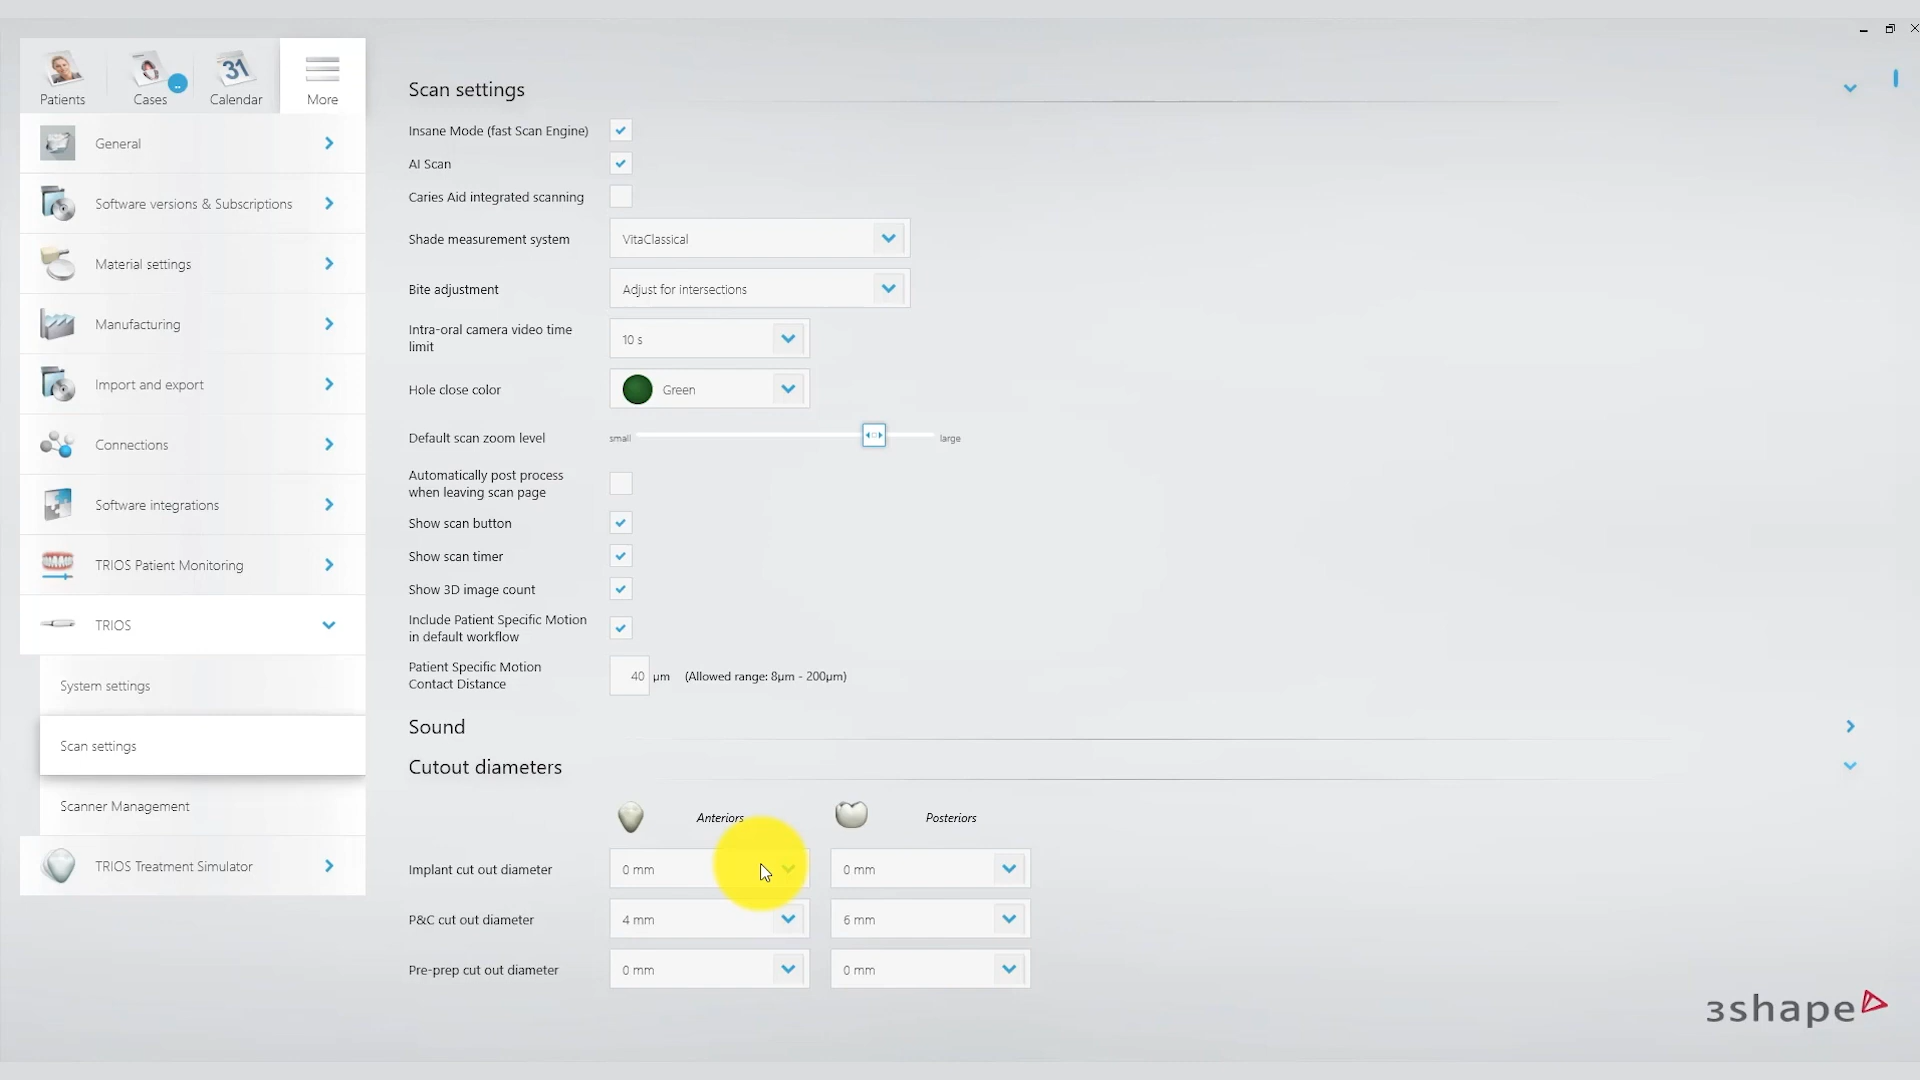 Patients
Cases
31
Calendar
More
General
Software versions & Subscriptions
Material settings
Manufacturing
Import and export
Connections
Software integrations
TRIOS Patient Monitoring
TRIOS
System settings
Scan settings
Scanner Management
TRIOS Treatment Simulator
Scan settings
Insane Mode (fast Scan Engine)
AI Scan
Caries Aid integrated scanning
Shade measurement system VitaClassical
Bite adjustment Adjust for intersections
Intra-oral camera video time
limit
10 s
Hole close color Green
Default scan zoom level small large
Automatically post process
when leaving scan page
Show scan button
Show scan timer
Show 3D image count
Include Patient Specific Motion
in default workflow
Patient Specific Motion
Contact Distance
40 µm (Allowed range: 8µm - 200µm)
Sound
Cutout diameters
Anteriors Posteriors
Implant cut out diameter 0 mm 0 mm
P&C cut out diameter 4 mm 6 mm
Pre-prep cut out diameter 0 mm 0 mm
3shape